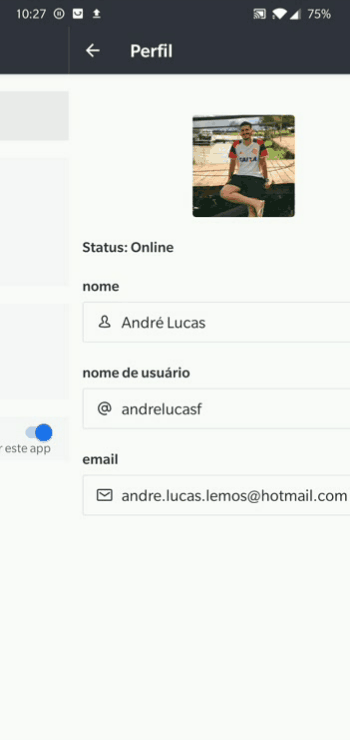 10:27 75%
Perfil
Status: Online
nome
André Lucas
nome de usuário
@ andrelucasf
r este app
email
andre.lucas.lemos@hotmail.com